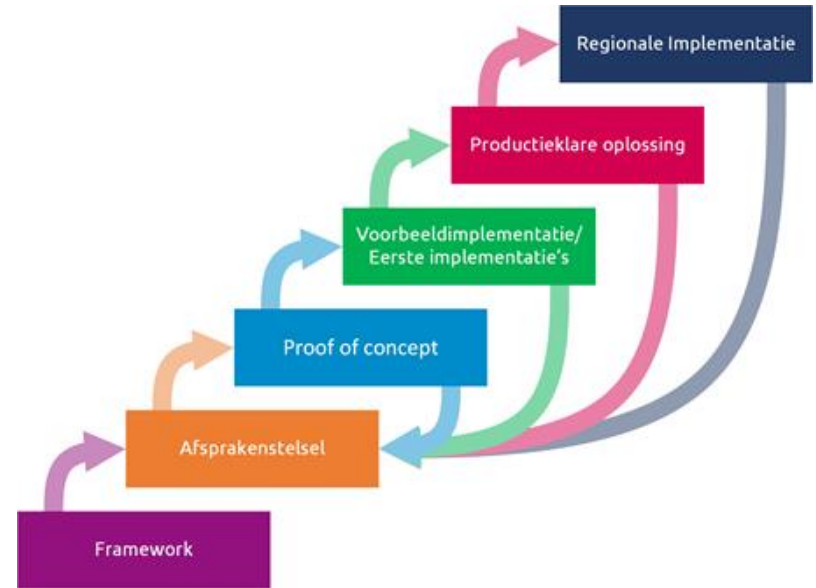 Regionale Implementatie
Productieklare oplossing
Voorbeeldimplementatie/
Eerste implementatie's
Proof of concept
Afsprakenstelsel
Framework